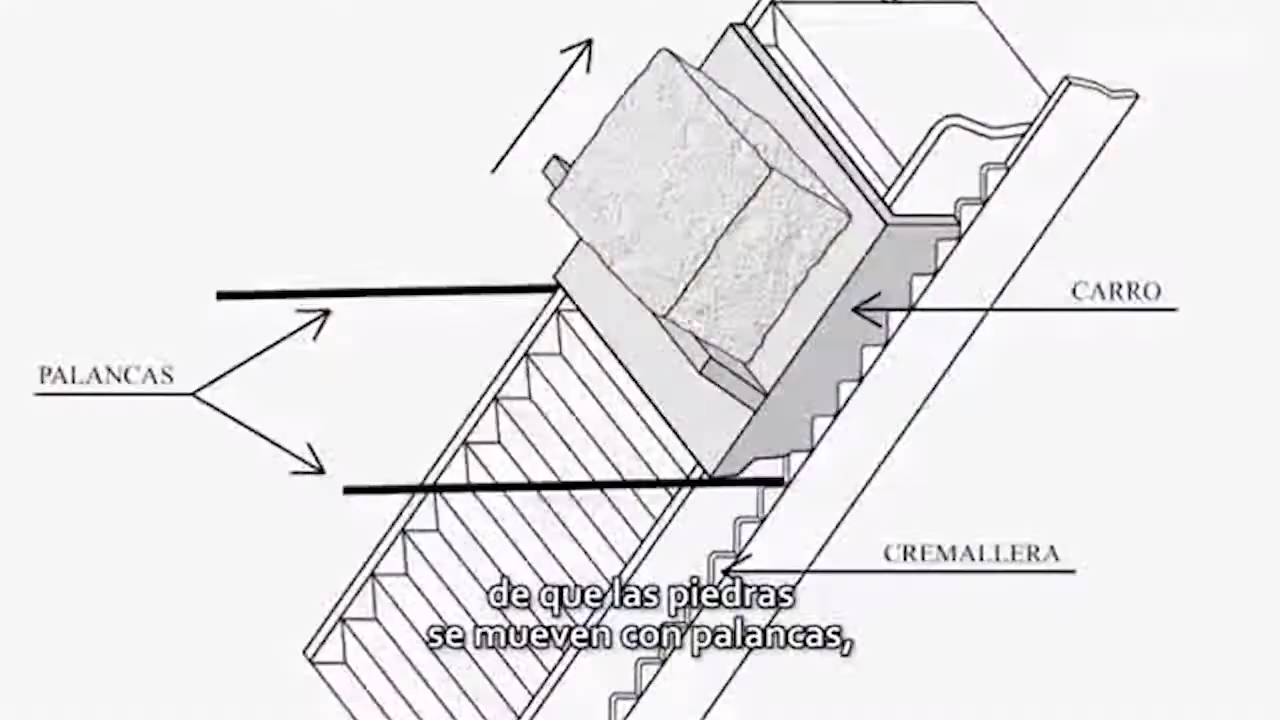 CARRO
PALANCAS
CREMALLERA
de que las piedras
se mueven con palancas,